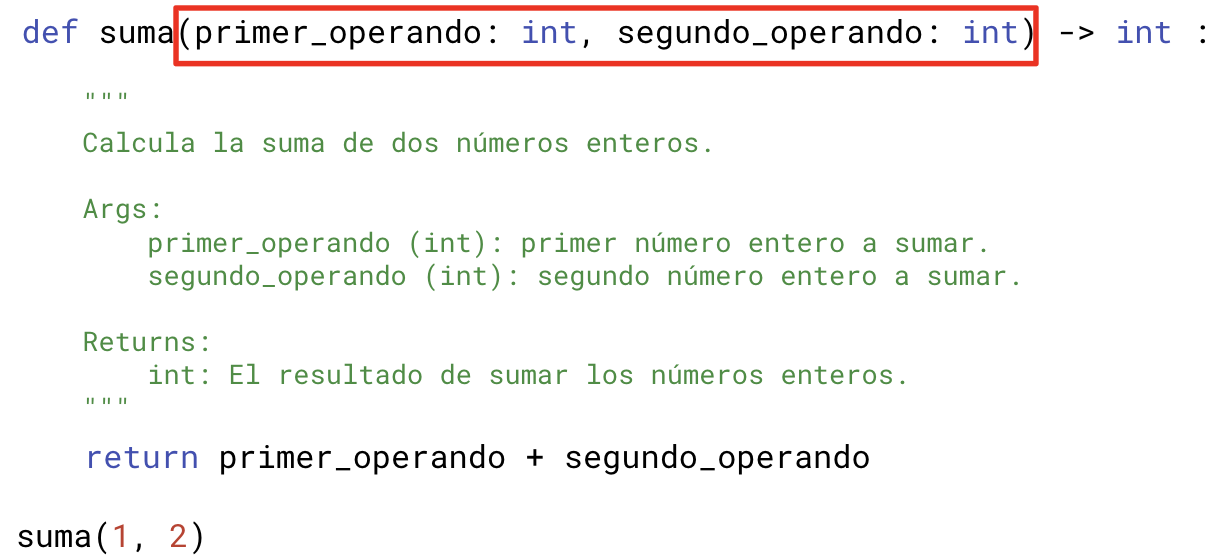 def suma(primer_operando: int, segundo_operando: int) -> int :
"""
Calcula la suma de dos números enteros.
Args:
primer_operando (int): primer número entero a sumar.
segundo_operando (int): segundo número entero a sumar.
Returns:
int: El resultado de sumar los números enteros.
"""
return primer_operando + segundo_operando
suma(1, 2)